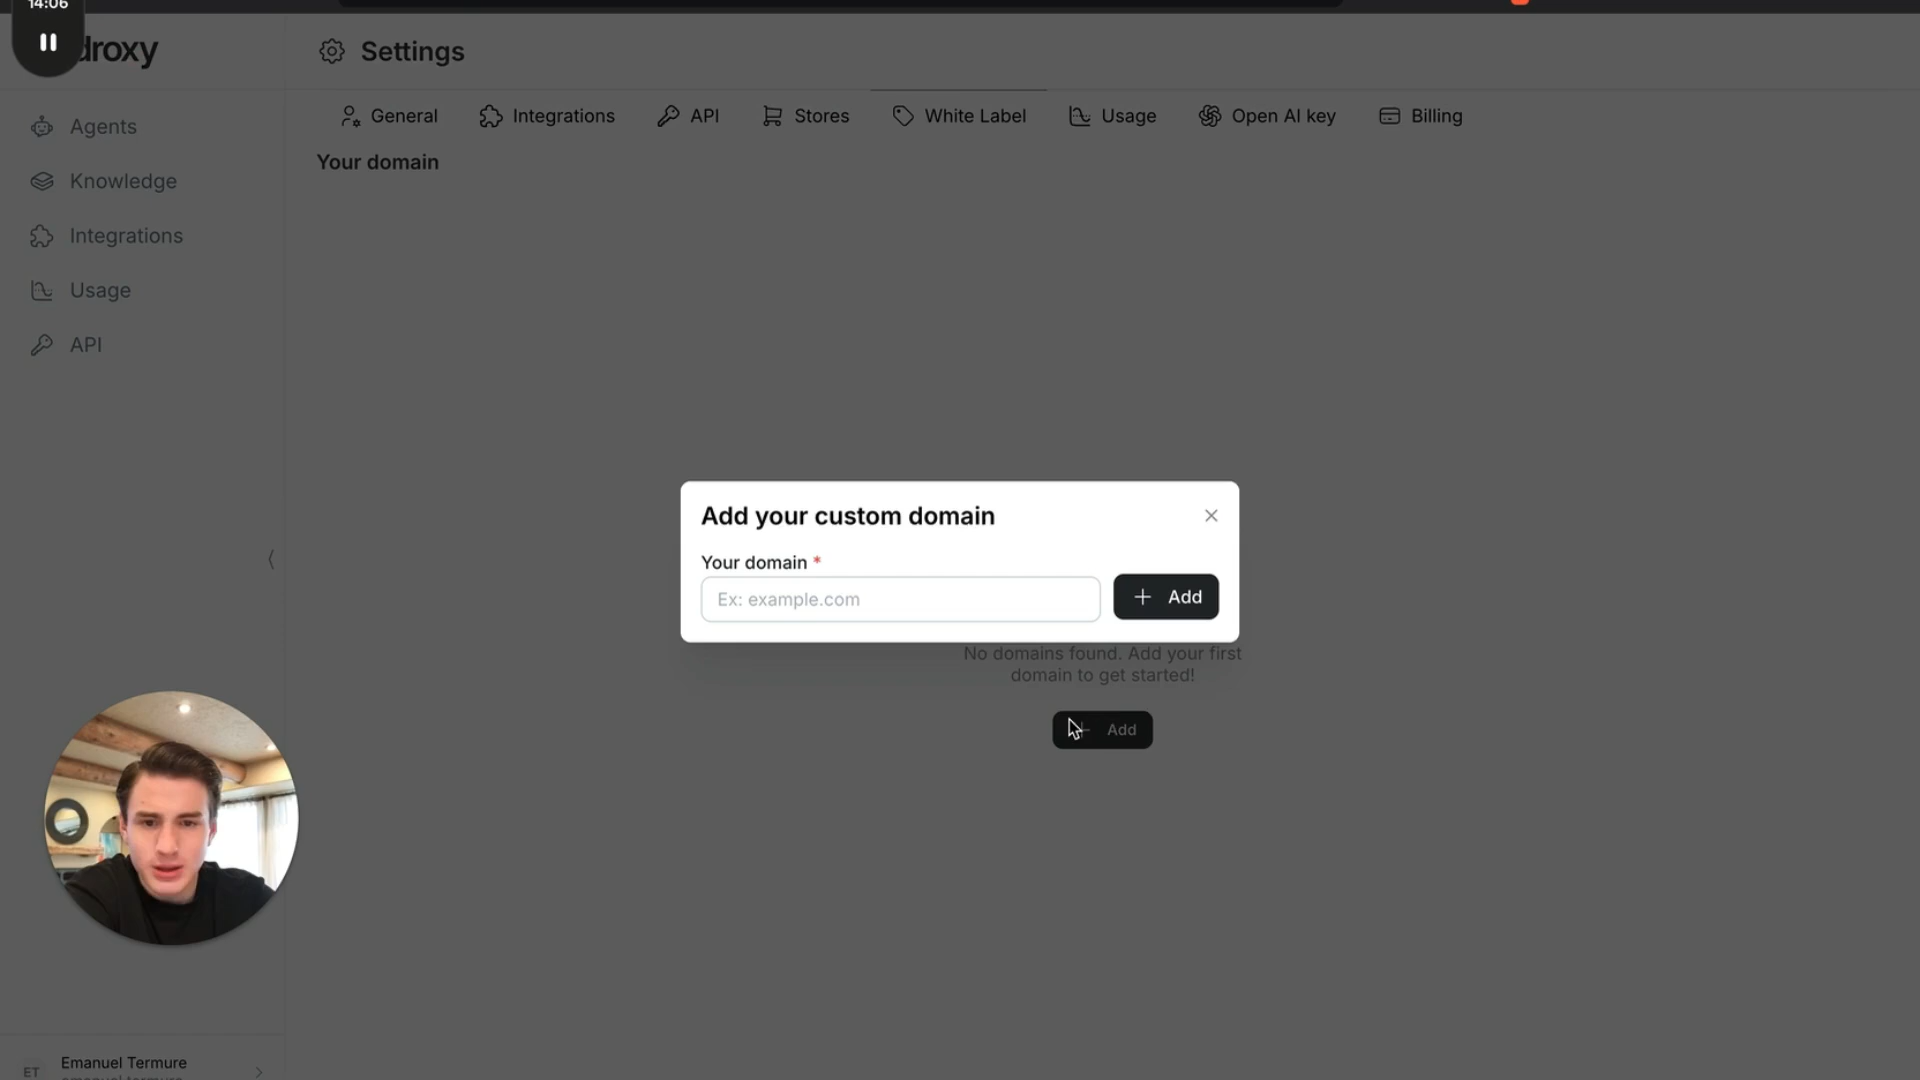 14:06
droxy
Settings
General
Integrations
API
Stores
White Label
Usage
Open AI key
Billing
Your domain
Agents
Knowledge
Integrations
Usage
API
Add your custom domain
Your domain *
Ex: example.com
Add
No domains found. Add your first
domain to get started!
Add
ET
Emanuel Termure